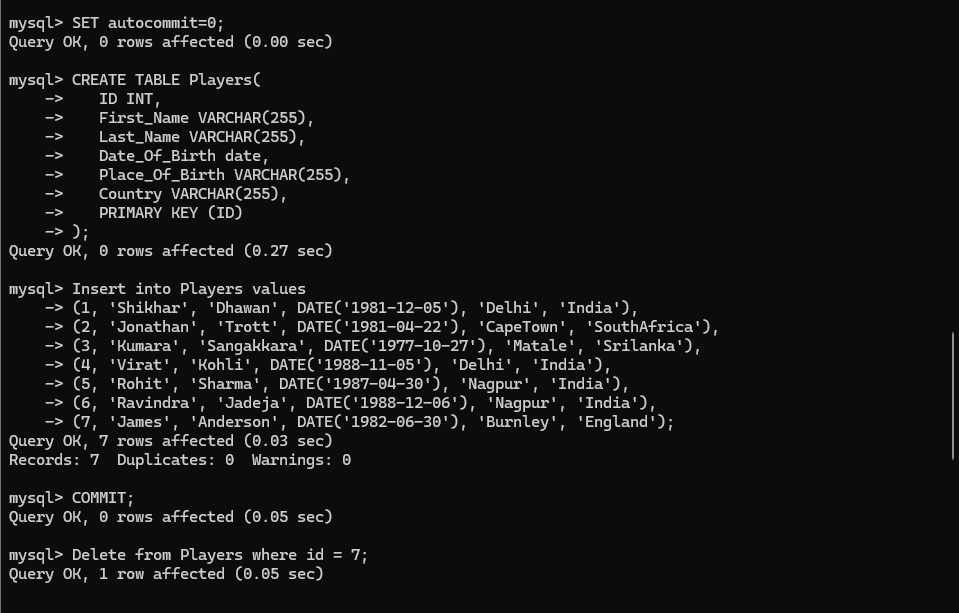 mysql> SET autocommit=0;
Query OK, 0 rows affected (0.00 sec)
mysql> CREATE TABLE Players(
    ->    ID INT,
    ->    First_Name VARCHAR(255),
    ->    Last_Name VARCHAR(255),
    ->    Date_Of_Birth date,
    ->    Place_Of_Birth VARCHAR(255),
    ->    Country VARCHAR(255),
    ->    PRIMARY KEY (ID)
    -> );
Query OK, 0 rows affected (0.27 sec)
mysql> Insert into Players values
    -> (1, 'Shikhar', 'Dhawan', DATE('1981-12-05'), 'Delhi', 'India'),
    -> (2, 'Jonathan', 'Trott', DATE('1981-04-22'), 'CapeTown', 'SouthAfrica'),
    -> (3, 'Kumara', 'Sangakkara', DATE('1977-10-27'), 'Matale', 'Srilanka'),
    -> (4, 'Virat', 'Kohli', DATE('1988-11-05'), 'Delhi', 'India'),
    -> (5, 'Rohit', 'Sharma', DATE('1987-04-30'), 'Nagpur', 'India'),
    -> (6, 'Ravindra', 'Jadeja', DATE('1988-12-06'), 'Nagpur', 'India'),
    -> (7, 'James', 'Anderson', DATE('1982-06-30'), 'Burnley', 'England');
Query OK, 7 rows affected (0.03 sec)
Records: 7  Duplicates: 0  Warnings: 0
mysql> COMMIT;
Query OK, 0 rows affected (0.05 sec)
mysql> Delete from Players where id = 7;
Query OK, 1 row affected (0.05 sec)